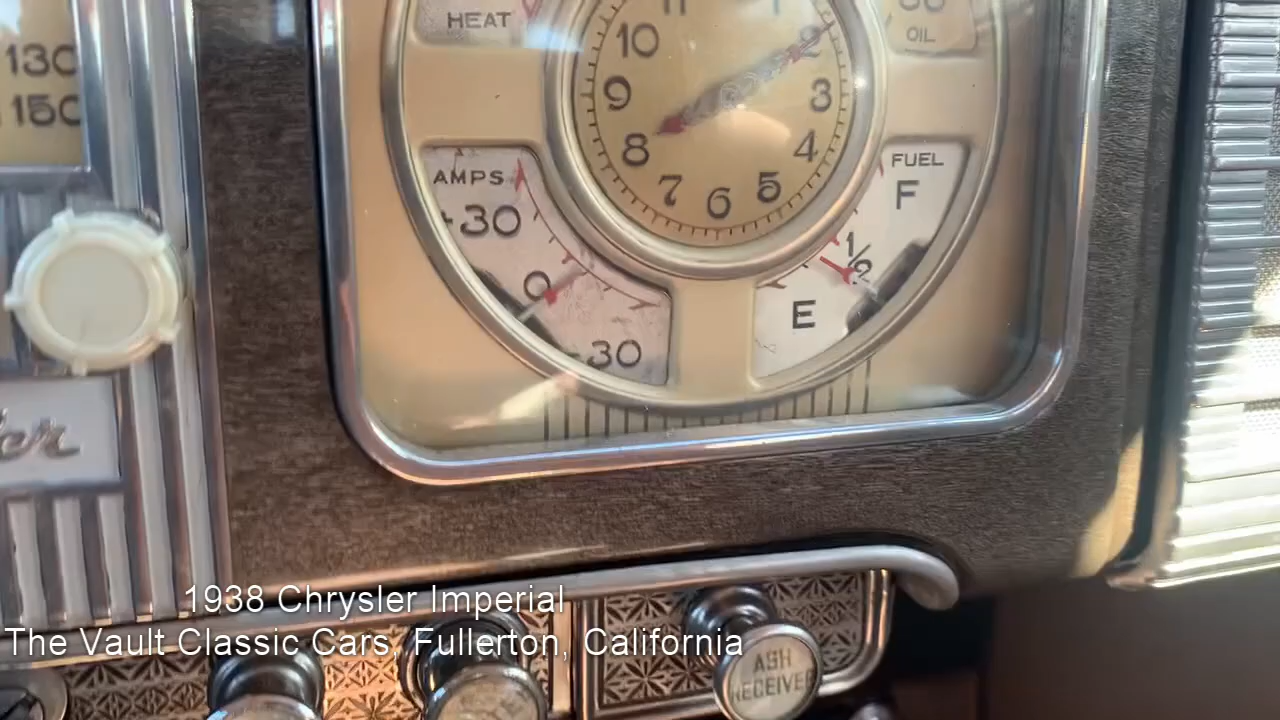 HEAT
OIL
130
150
11
1
10
2
9
3
8
4
7
5
6
AMPS
FUEL
30
F
0
1/2
30
E
1938 Chrysler Imperial
The Vault Classic Cars, Fullerton, California
ASH
RECEIVER